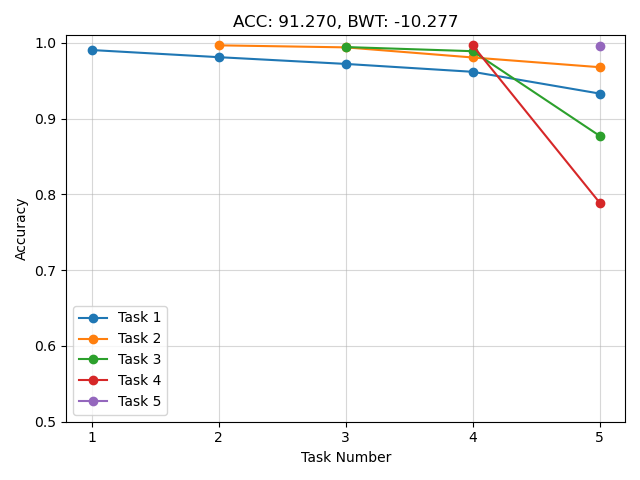 ACC: 91.270, BWT: -10.277
1.0
0.9
0.8
0.7
0.6
0.5
Accuracy
Task 1
Task 2
Task 3
Task 4
Task 5
1 2 3 4 5
Task Number